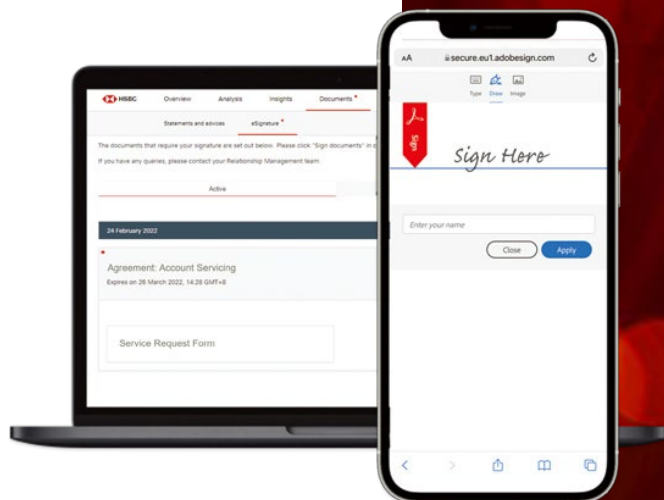 HSBC
Overview
Analysis
Insights
Documents
Statements and advices
eSignature
The documents that require your signature are set out below. Please click "Sign documents" in
If you have any queries, please contact your Relationship Management team.
Active
24 February 2022
Agreement: Account Servicing
Expires on 26 March 2022, 14:28 GMT+8
Service Request Form
AA
secure.eu1.adobesign.com
Type
Draw
Image
Sign
Sign Here
Enter your name
Close
Apply